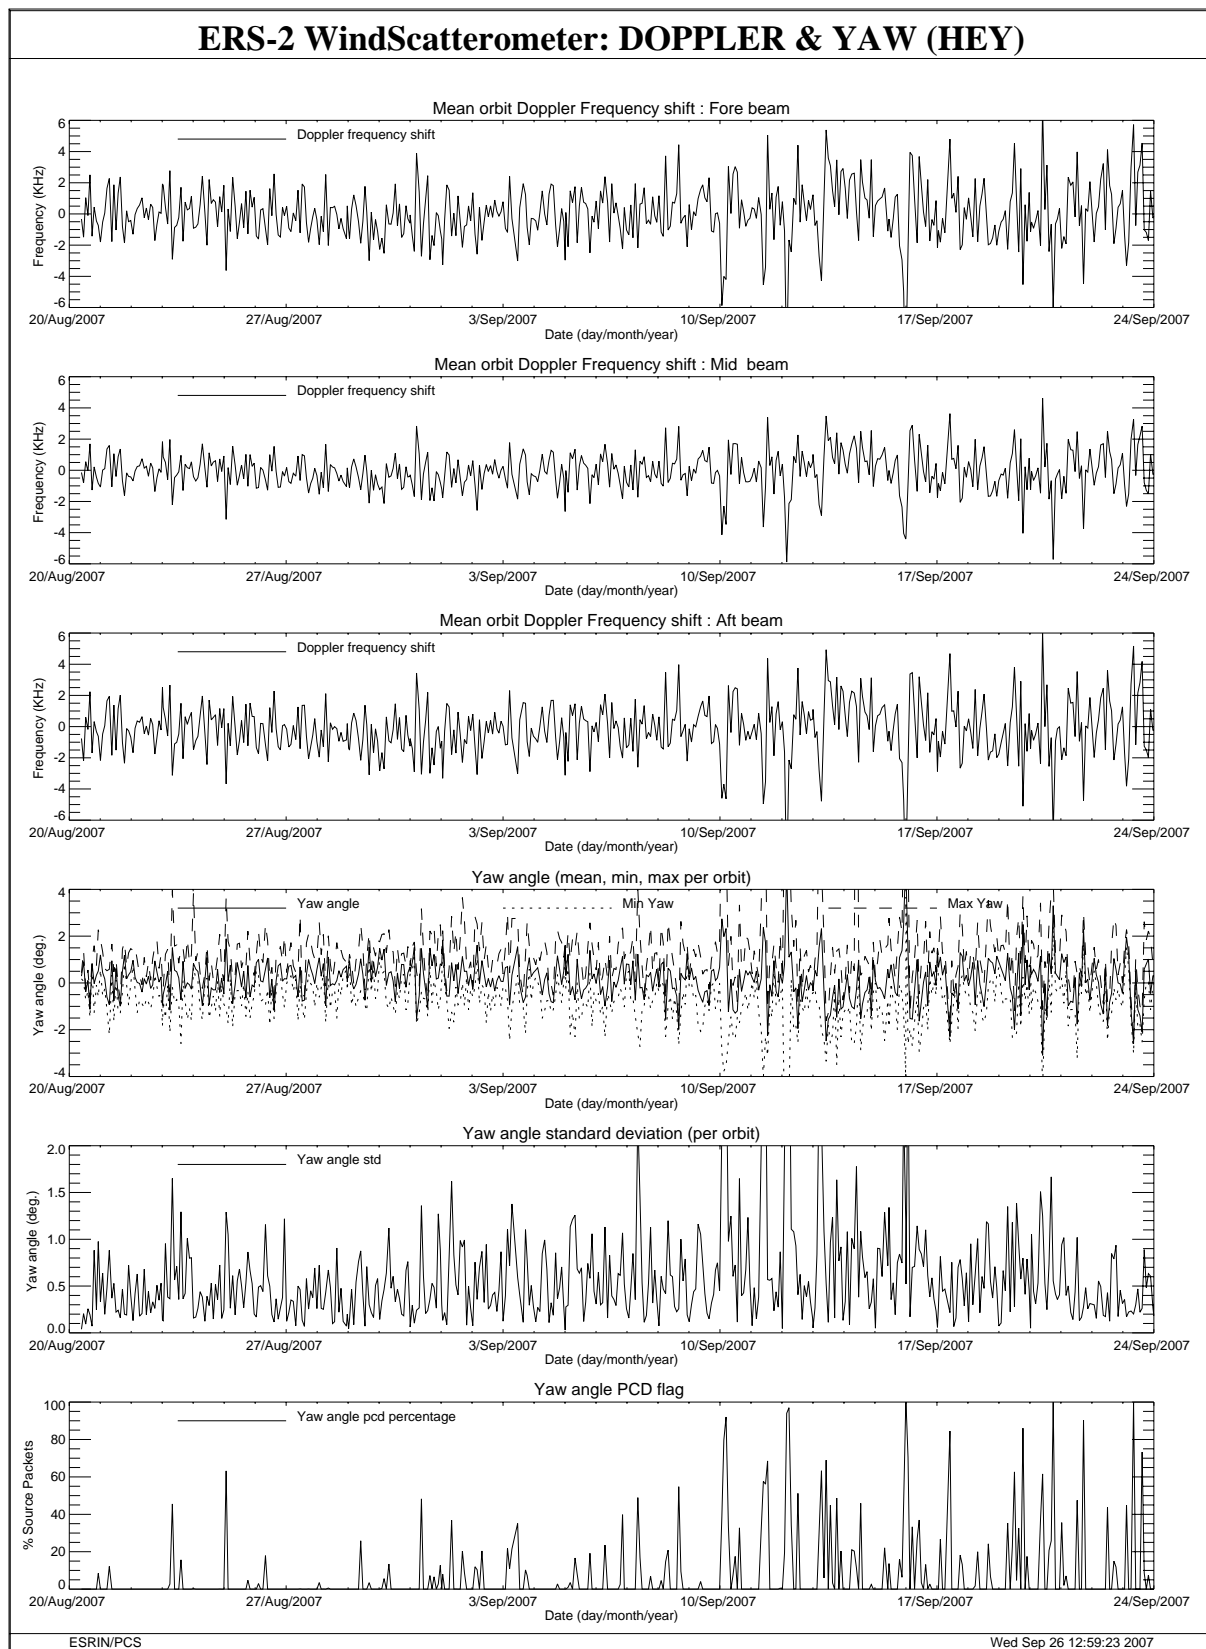 ERS-2 WindScatterometer: DOPPLER & YAW (HEY)
Mean orbit Doppler Frequency shift : Fore beam
Doppler frequency shift
Frequency (KHz)
6
4
2
0
-2
-4
-6
20/Aug/2007 27/Aug/2007 3/Sep/2007 10/Sep/2007 17/Sep/2007 24/Sep/2007
Date (day/month/year)
Mean orbit Doppler Frequency shift : Mid beam
Doppler frequency shift
Frequency (KHz)
6
4
2
0
-2
-4
-6
20/Aug/2007 27/Aug/2007 3/Sep/2007 10/Sep/2007 17/Sep/2007 24/Sep/2007
Date (day/month/year)
Mean orbit Doppler Frequency shift : Aft beam
Doppler frequency shift
Frequency (KHz)
6
4
2
0
-2
-4
-6
20/Aug/2007 27/Aug/2007 3/Sep/2007 10/Sep/2007 17/Sep/2007 24/Sep/2007
Date (day/month/year)
Yaw angle (mean, min, max per orbit)
Yaw angle Min Yaw Max Yaw
Yaw angle (deg.)
4
2
0
-2
-4
20/Aug/2007 27/Aug/2007 3/Sep/2007 10/Sep/2007 17/Sep/2007 24/Sep/2007
Date (day/month/year)
Yaw angle standard deviation (per orbit)
Yaw angle std
Yaw angle (deg.)
2.0
1.5
1.0
0.5
0.0
20/Aug/2007 27/Aug/2007 3/Sep/2007 10/Sep/2007 17/Sep/2007 24/Sep/2007
Date (day/month/year)
Yaw angle PCD flag
Yaw angle pcd percentage
% Source Packets
100
80
60
40
20
0
20/Aug/2007 27/Aug/2007 3/Sep/2007 10/Sep/2007 17/Sep/2007 24/Sep/2007
Date (day/month/year)
ESRIN/PCS Wed Sep 26 12:59:23 2007